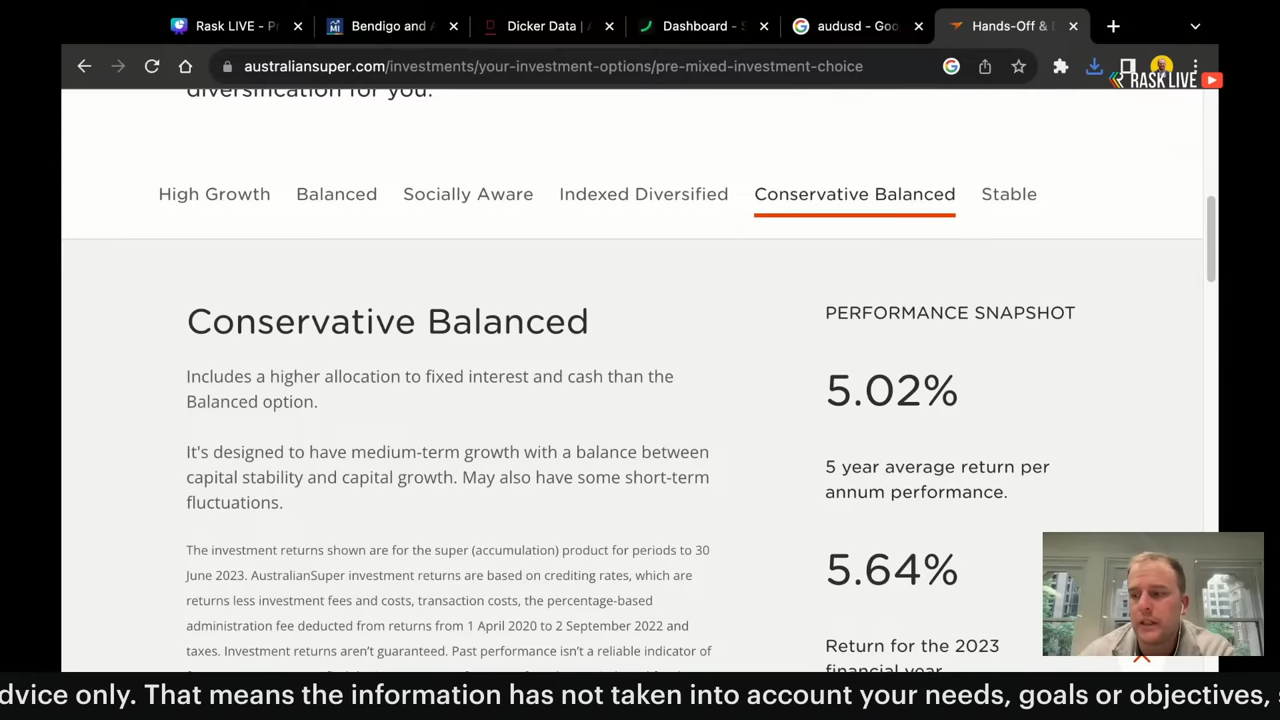 Rask LIVE - P
Bendigo and
Dicker Data |
Dashboard -
audusd - Goo
Hands-Off &
australiansuper.com/investments/your-investment-options/pre-mixed-investment-choice
RASK LIVE
diversification for you.
High Growth
Balanced
Socially Aware
Indexed Diversified
Conservative Balanced
Stable
Conservative Balanced
Includes a higher allocation to fixed interest and cash than the
Balanced option.
It's designed to have medium-term growth with a balance between
capital stability and capital growth. May also have some short-term
fluctuations.
The investment returns shown are for the super (accumulation) product for periods to 30
June 2023. AustralianSuper investment returns are based on crediting rates, which are
returns less investment fees and costs, transaction costs, the percentage-based
administration fee deducted from returns from 1 April 2020 to 2 September 2022 and
taxes. Investment returns aren't guaranteed. Past performance isn't a reliable indicator of
PERFORMANCE SNAPSHOT
5.02%
5 year average return per
annum performance.
5.64%
Return for the 2023
financial year
dvice only. That means the information has not taken into account your needs, goals or objectives,